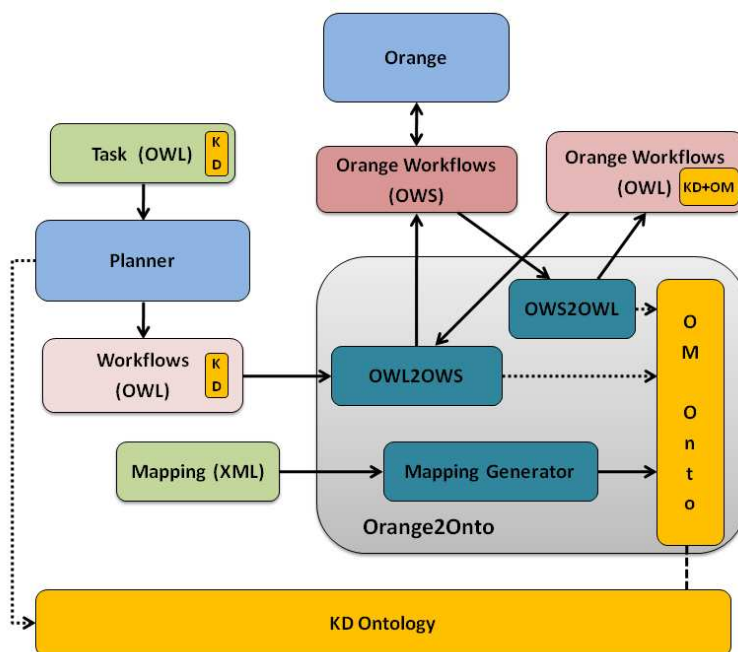 Orange
Task (OWL)
K
D
Orange Workflows
(OWS)
Orange Workflows
(OWL)
KD+OM
Planner
OWS2OWL
Workflows
(OWL)
K
D
OWL2OWS
O
M
O
n
t
o
Mapping (XML)
Mapping Generator
Orange2Onto
KD Ontology